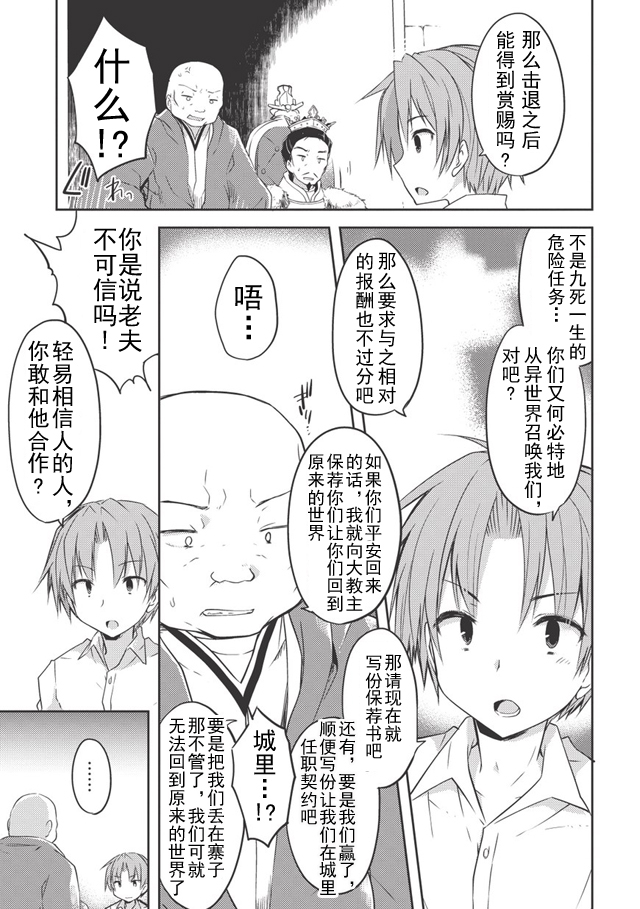 那么击退之后
能得到赏赐吗？
什么！？
不是九死一生的
危险任务…
你们又何必特地
从异世界召唤我们，
对吧？
那么要求与之相对
的报酬也不过分
吧
唔…
如果你们平安回来
的话，我就向大教主
保荐你们让你们回到
原来的世界
你是说老夫
不可信吗！
轻易相信人的人，
你敢和他合作？
那请现在就
写份保荐书吧
还有，要是我们赢了，
顺便写份让我们在城里
任职契约吧
城里…！？
要是把我们丢在寨子
那不管了，我们可就
无法回到原来的世界了
……